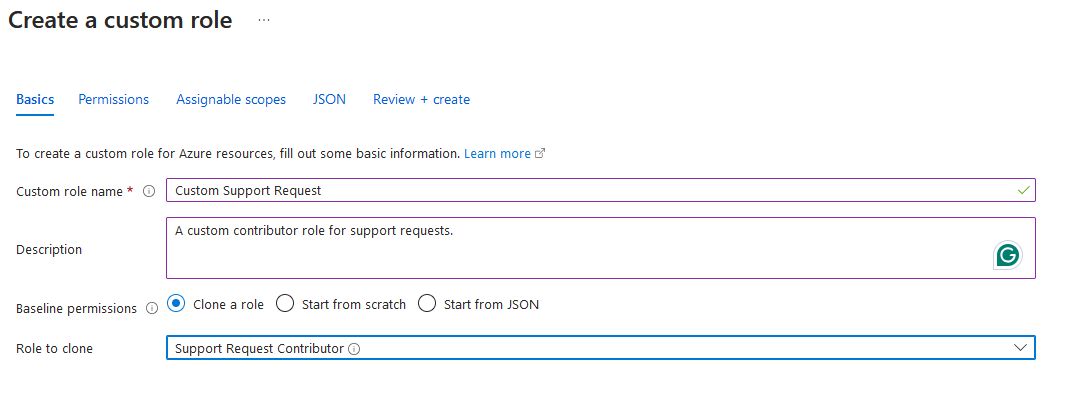 Create a custom role ...
Basics Permissions Assignable scopes JSON Review + create
To create a custom role for Azure resources, fill out some basic information. Learn more
Custom role name * Custom Support Request
Description A custom contributor role for support requests.
Baseline permissions Clone a role Start from scratch Start from JSON
Role to clone Support Request Contributor